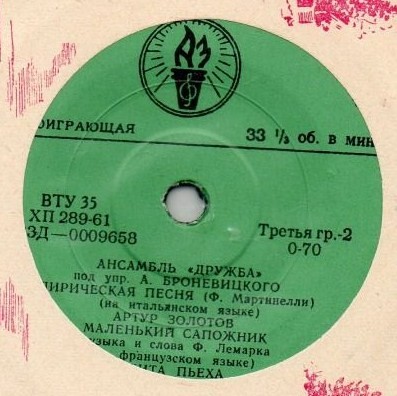 АЗ
ОИГРАЮЩАЯ 33 ⅓ об. в мин
ВТУ 35
ХП 289-61
ЗД—0009658
Третья гр.-2
0-70
АНСАМБЛЬ «ДРУЖБА»
под упр. А. БРОНЕВИЦКОГО
ЛИРИЧЕСКАЯ ПЕСНЯ (Ф. Мартинелли)
(на итальянском языке)
АРТУР ЗОЛОТОВ
МАЛЕНЬКИЙ САПОЖНИК
музыка и слова Ф. Лемарка
французском языке)
ИТА ПЬЕХА